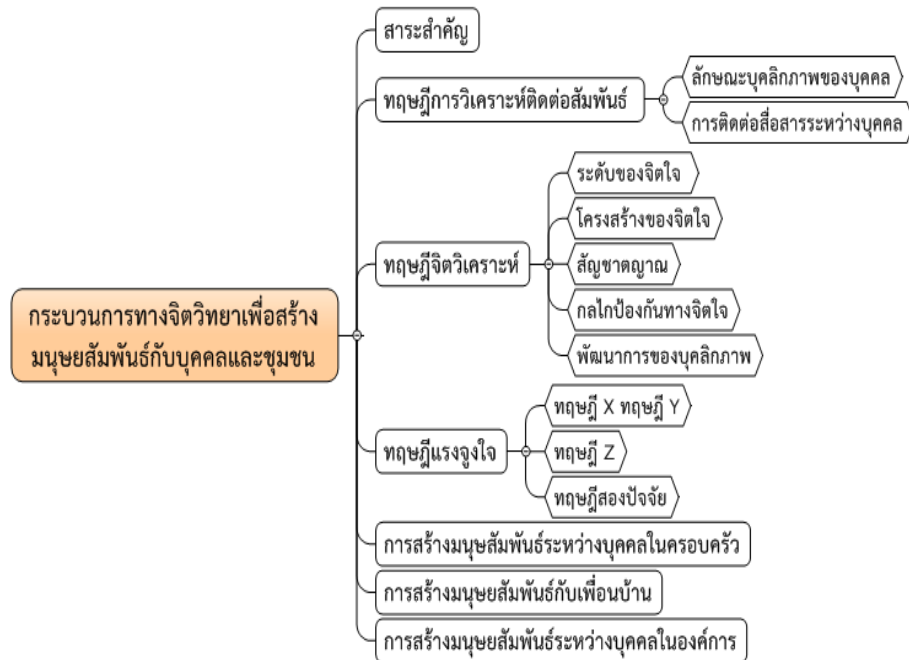 สาระสำคัญ
ทฤษฎีการวิเคราะห์ติดต่อสัมพันธ์
ลักษณะบุคลิกภาพของบุคคล
การติดต่อสื่อสารระหว่างบุคคล
กระบวนการทางจิตวิทยาเพื่อสร้าง
มนุษยสัมพันธ์กับบุคคลและชุมชน
ทฤษฎีจิตวิเคราะห์
ระดับของจิตใจ
โครงสร้างของจิตใจ
สัญชาตญาณ
กลไกป้องกันทางจิตใจ
พัฒนาการของบุคลิกภาพ
ทฤษฎีแรงจูงใจ
ทฤษฎี X ทฤษฎี Y
ทฤษฎี Z
ทฤษฎีสองปัจจัย
การสร้างมนุษสัมพันธ์ระหว่างบุคคลในครอบครัว
การสร้างมนุษยสัมพันธ์กับเพื่อนบ้าน
การสร้างมนุษยสัมพันธ์ระหว่างบุคคลในองค์การ